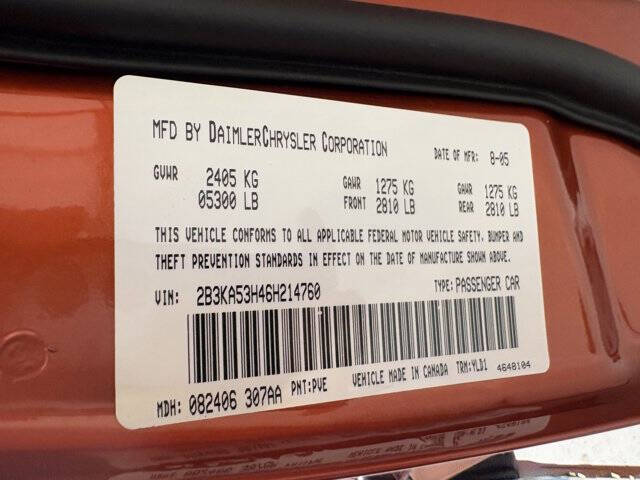 MFD BY DAIMLERCHRYSLER CORPORATION DATE OF MFR: 8-05
GVWR 2405 KG GAWR 1275 KG GAWR 1275 KG
05300 LB FRONT 2810 LB REAR 2810 LB
THIS VEHICLE CONFORMS TO ALL APPLICABLE FEDERAL MOTOR VEHICLE SAFETY, BUMPER AND
THEFT PREVENTION STANDARDS IN EFFECT ON THE DATE OF MANUFACTURE SHOWN ABOVE.
VIN: 2B3KA53H46H214760 TYPE: PASSENGER CAR
MDH: 082406 307AA PNT: PVE VEHICLE MADE IN CANADA TRM: YLD1 4648104